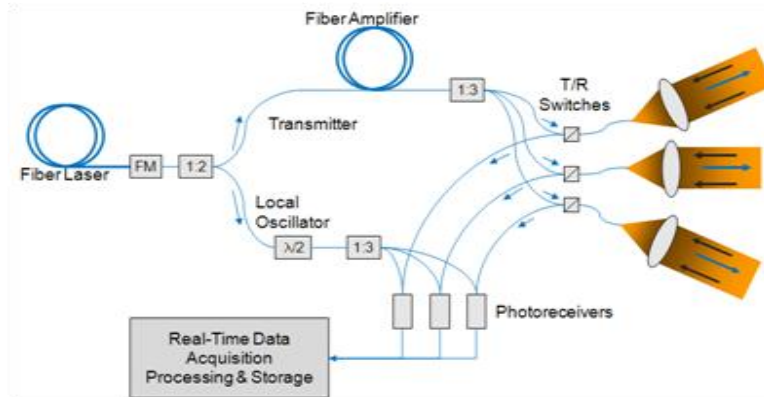 Fiber Amplifier
T/R
Switches
1:3
Transmitter
FM
1:2
Fiber Laser
Local
Oscillator
λ/2
1:3
Photoreceivers
Real-Time Data
Acquisition
Processing & Storage